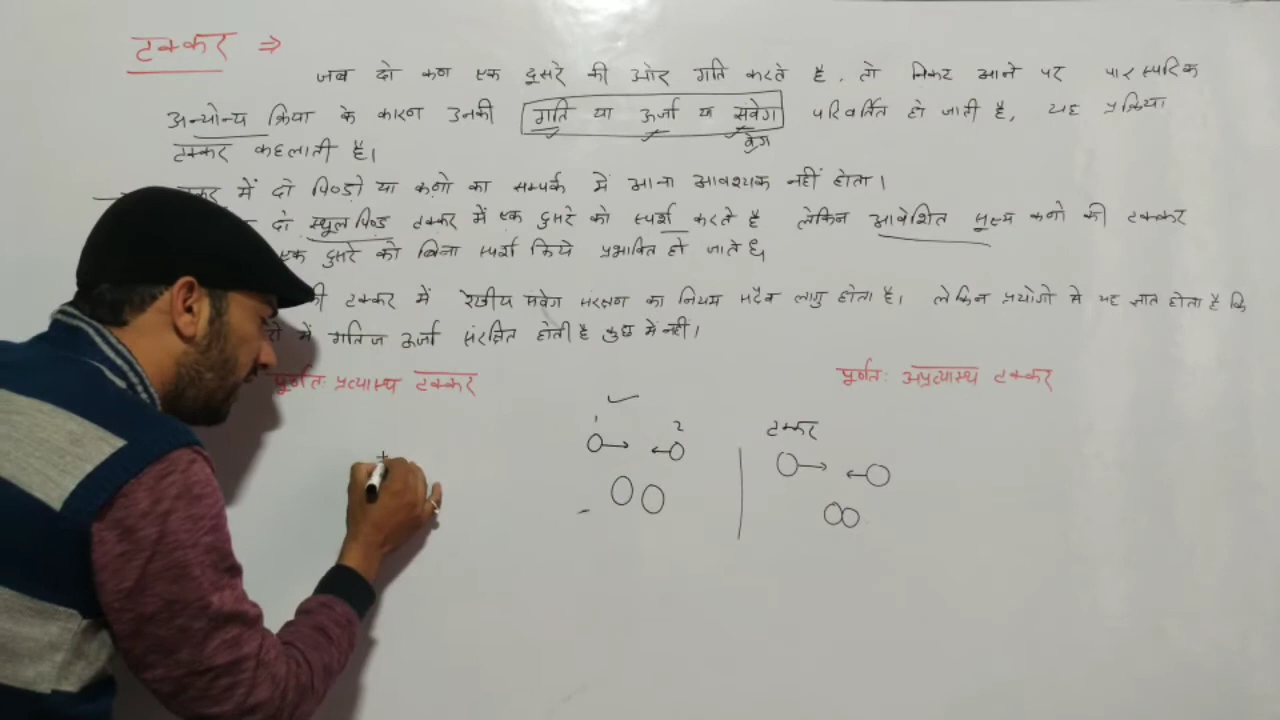 टक्कर ⇒
जब दो कण एक दूसरे की ओर गति करते है, तो निकट आने पर पारस्परिक
अन्योन्य क्रिया के कारण उनकी गति या ऊर्जा या संवेग परिवर्तित हो जाती है, यह प्रक्रिया
वेग
टक्कर कहलाती है।
में दो पिण्डो या कणो का सम्पर्क में आना आवश्यक नहीं होता।
दो स्थूल पिण्ड टक्कर में एक दुसरे को स्पर्श करते है लेकिन आवेशित सूक्ष्म कनो की टक्कर
एक दुसरे को बिना स्पर्श किये प्रभावित हो जाते है,
की टक्कर में रेखीय संवेग संरक्षण का नियम सदैव लागु होता है। लेकिन प्रयोगो से यह ज्ञात होता है कि
में गतिज ऊर्जा संरक्षित होती है कुछ में नहीं।
पूर्णतः प्रत्यास्थ टक्कर पूर्णतः अप्रत्यास्थ टक्कर
1 2 टक्कर